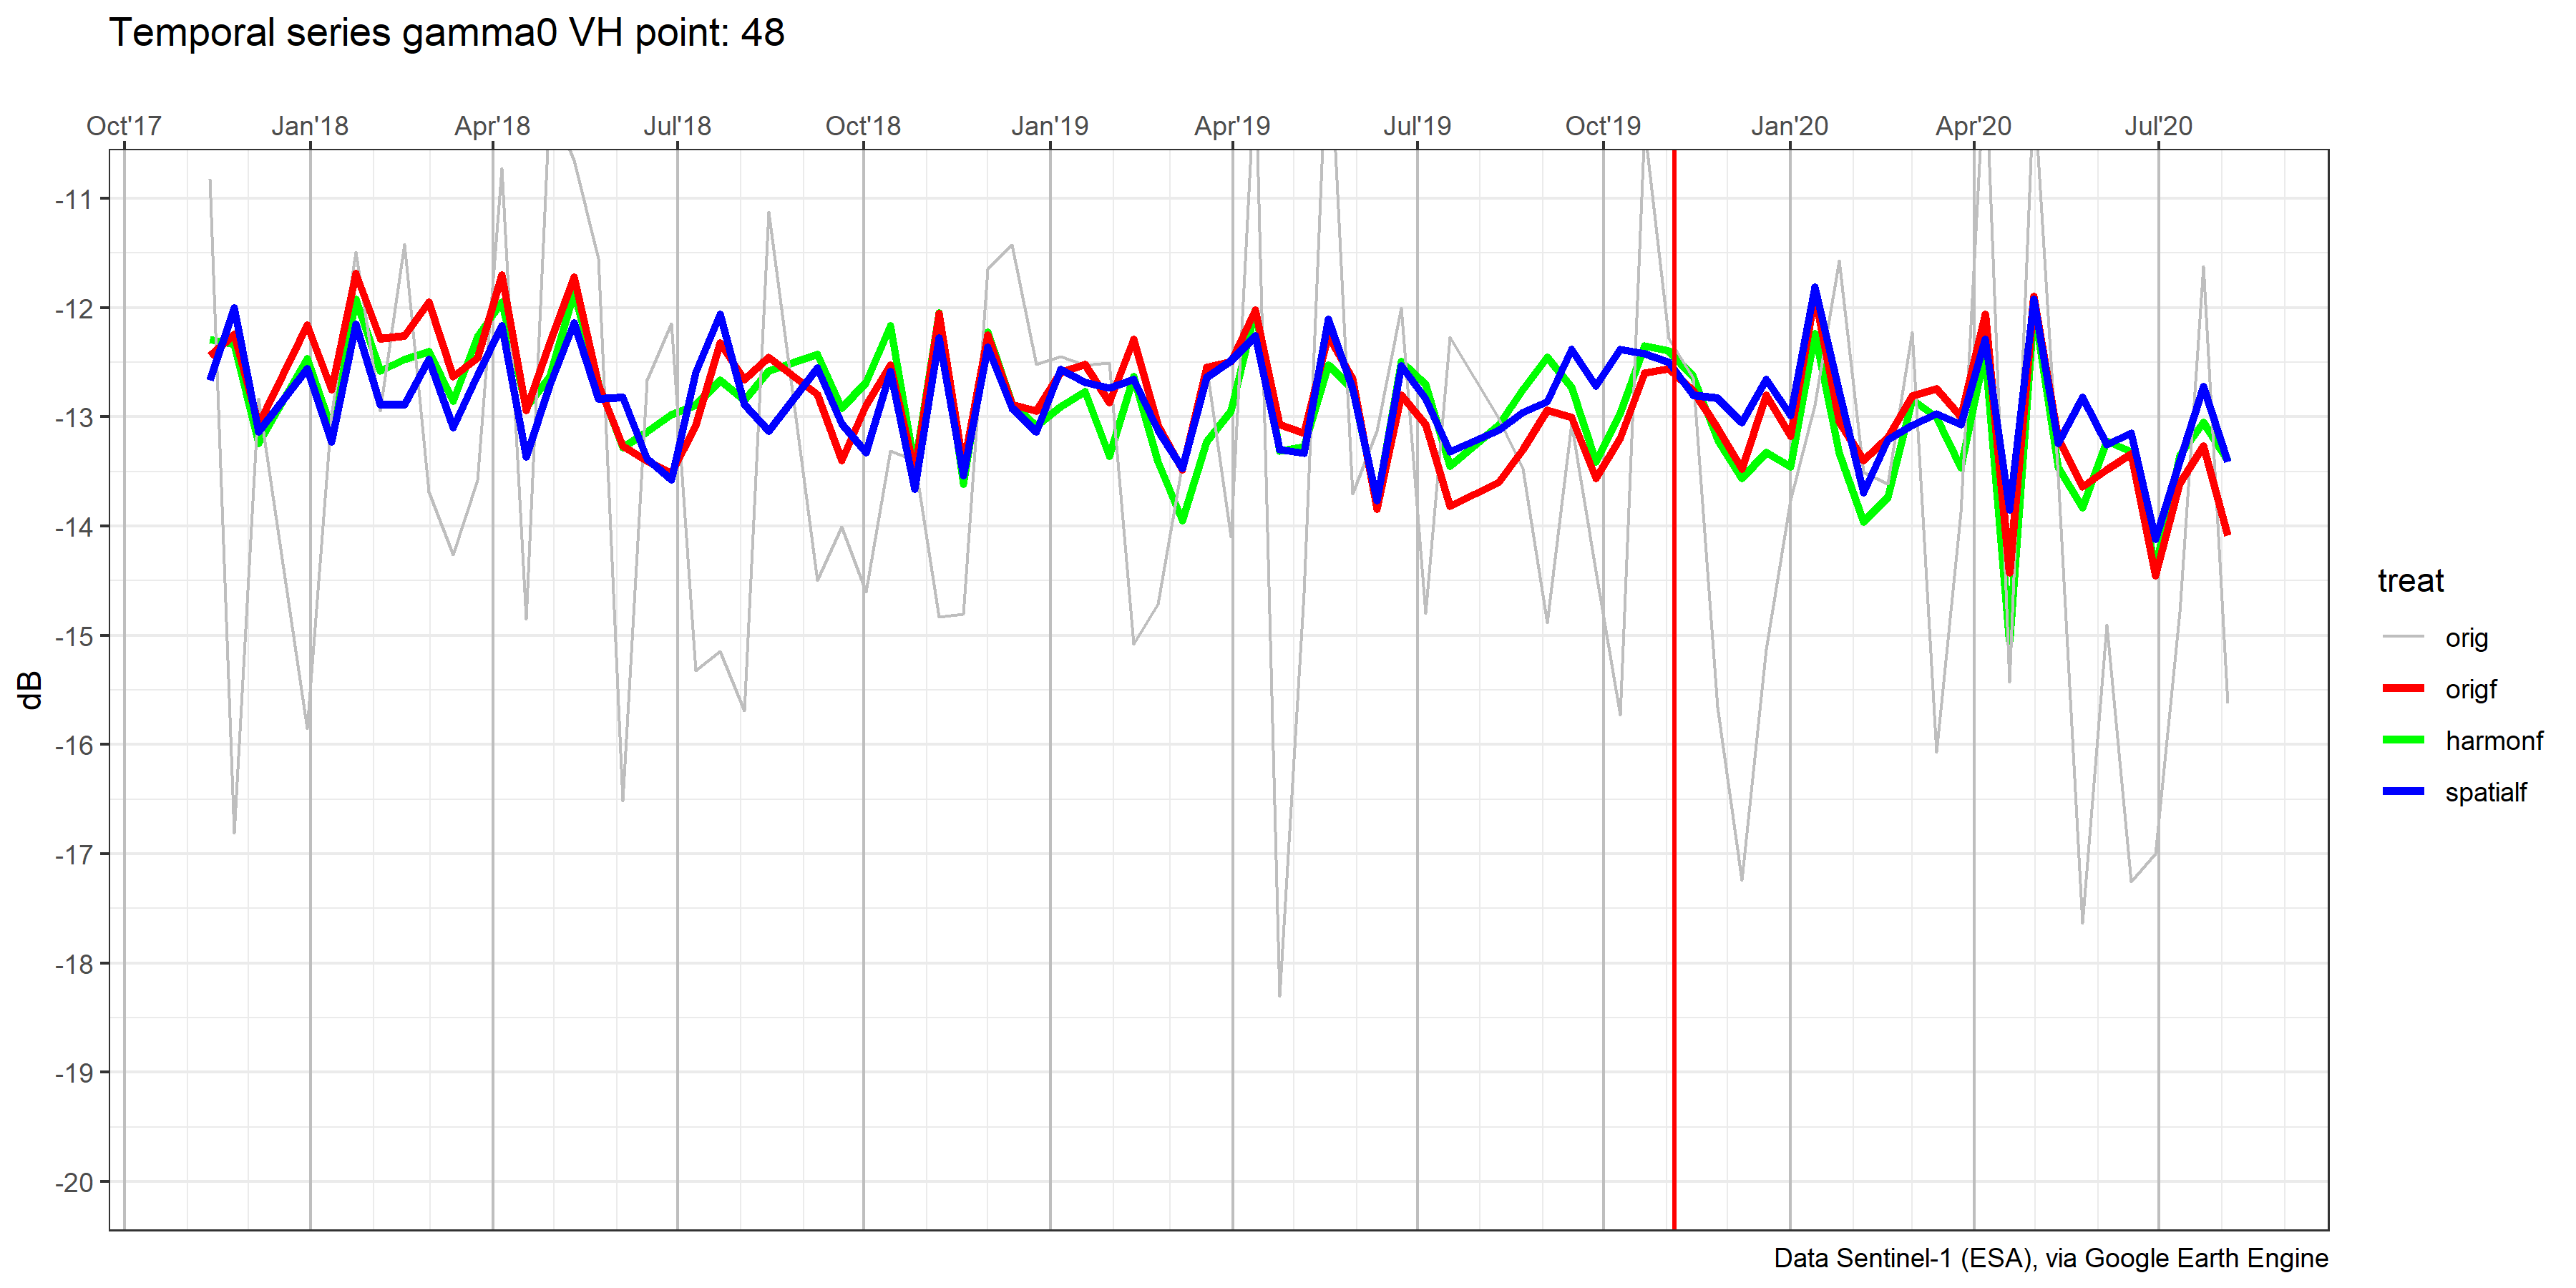 Temporal series gamma0 VH point: 48
Oct'17 Jan'18 Apr'18 Jul'18 Oct'18 Jan'19 Apr'19 Jul'19 Oct'19 Jan'20 Apr'20 Jul'20
-11
-12
-13
-14
-15
-16
-17
-18
-19
-20
dB
treat
orig
origf
harmonf
spatialf
Data Sentinel-1 (ESA), via Google Earth Engine